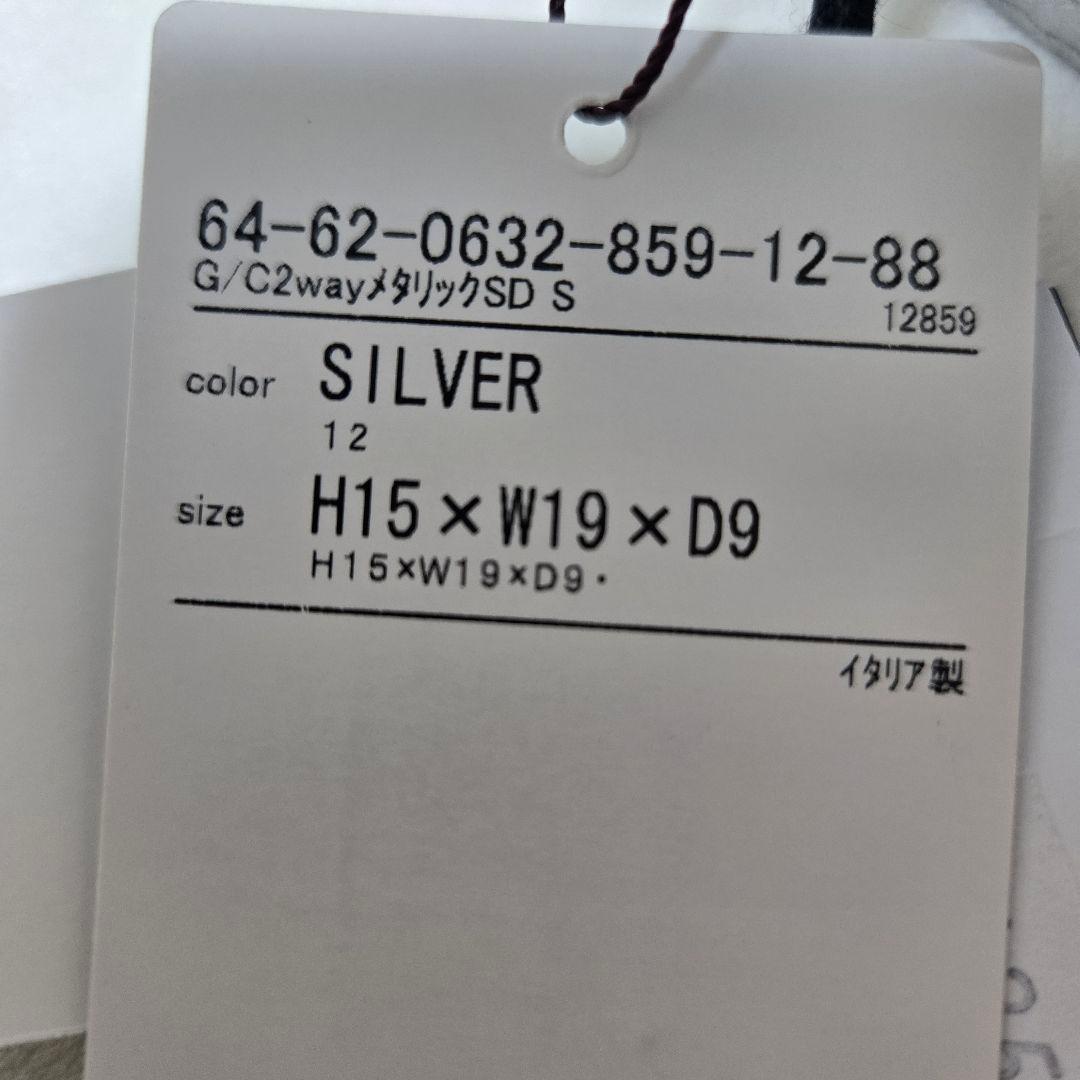 64-62-0632-859-12-88
G/C2wayメタリックSD S
12859
color SILVER
12
size H15×W19×D9
H15×W19×D9・
イタリア製